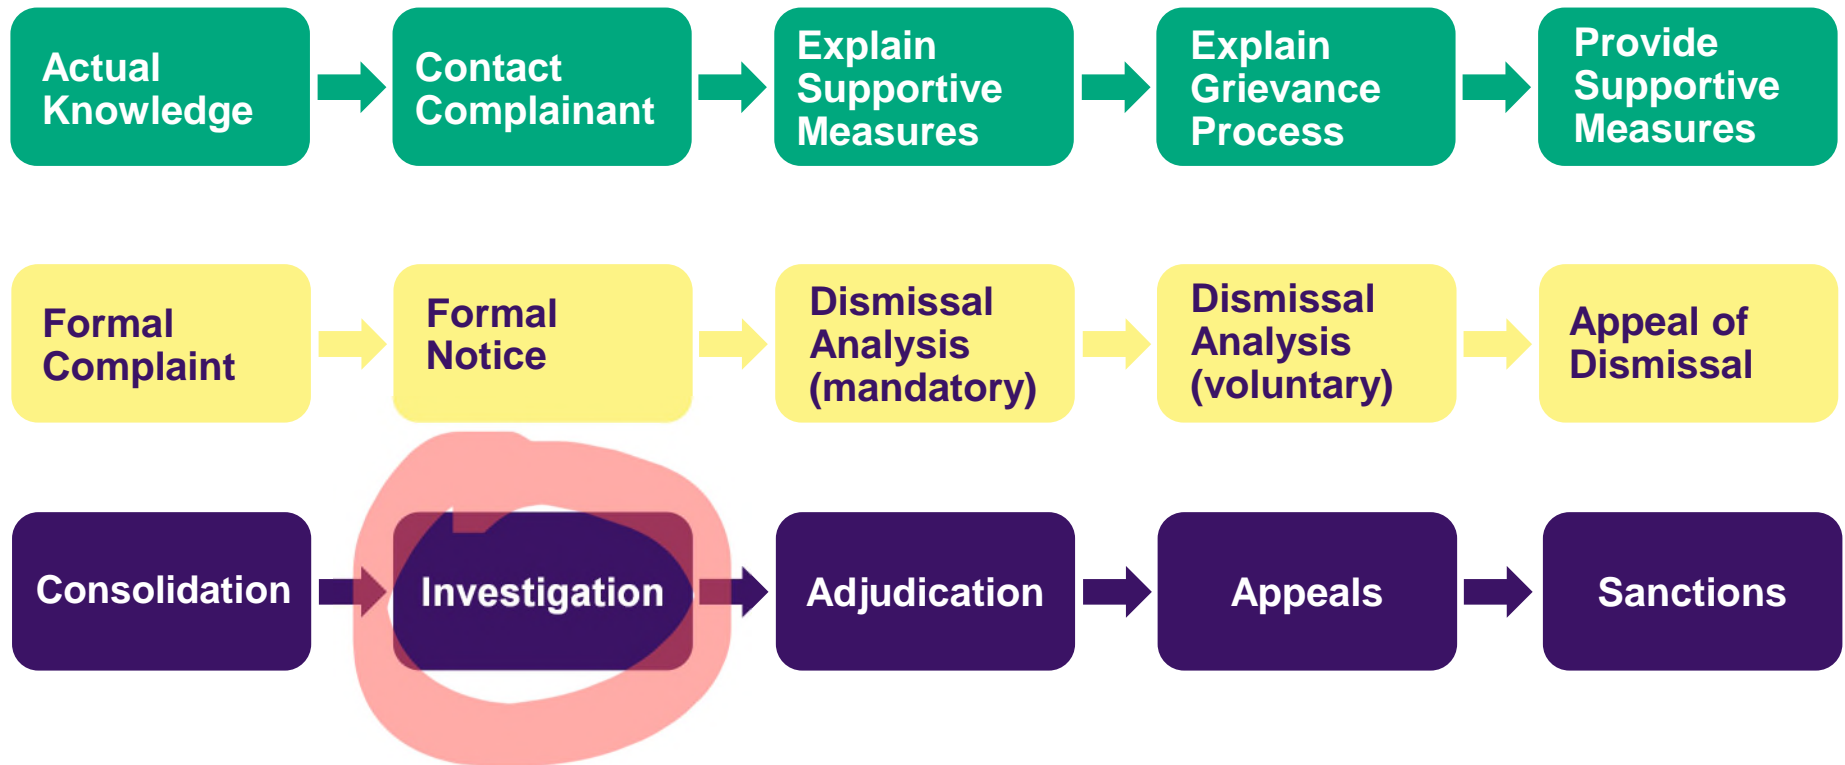 Actual
Knowledge
Contact
Complainant
Explain
Supportive
Measures
Explain
Grievance
Process
Provide
Supportive
Measures
Formal
Complaint
Formal
Notice
Dismissal
Analysis
(mandatory)
Dismissal
Analysis
(voluntary)
Appeal of
Dismissal
Consolidation
Investigation
Adjudication
Appeals
Sanctions